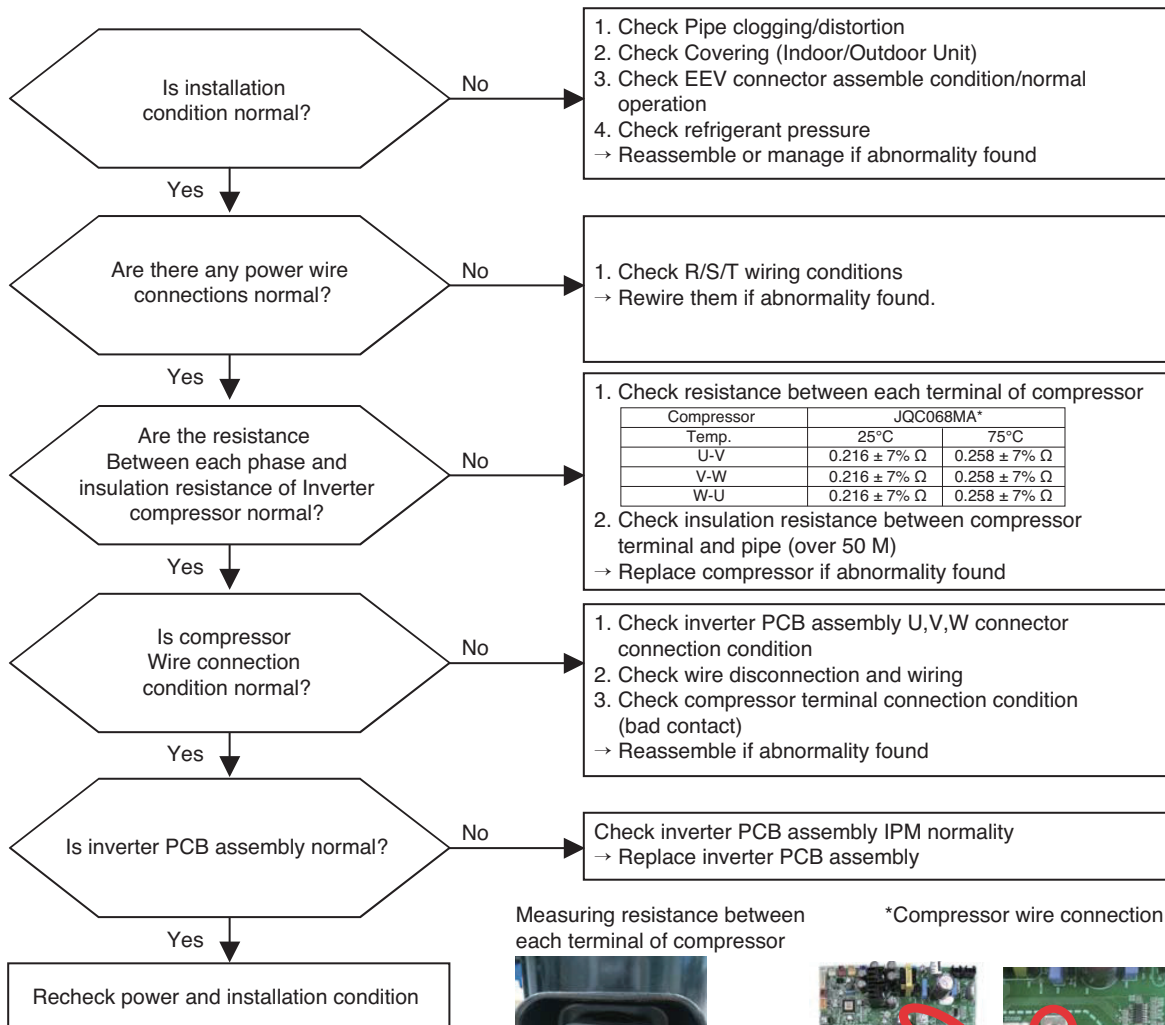 Is installation
condition normal?
No
1. Check Pipe clogging/distortion
2. Check Covering (Indoor/Outdoor Unit)
3. Check EEV connector assemble condition/normal
operation
4. Check refrigerant pressure
→ Reassemble or manage if abnormality found
Yes
Are there any power wire
connections normal?
No
1. Check R/S/T wiring conditions
→ Rewire them if abnormality found.
Yes
Are the resistance
Between each phase and
insulation resistance of Inverter
compressor normal?
No
1. Check resistance between each terminal of compressor
Compressor JQC068MA*
Temp. 25°C 75°C
U-V 0.216 ± 7% Ω 0.258 ± 7% Ω
V-W 0.216 ± 7% Ω 0.258 ± 7% Ω
W-U 0.216 ± 7% Ω 0.258 ± 7% Ω
2. Check insulation resistance between compressor
terminal and pipe (over 50 M)
→ Replace compressor if abnormality found
Yes
Is compressor
Wire connection
condition normal?
No
1. Check inverter PCB assembly U,V,W connector
connection condition
2. Check wire disconnection and wiring
3. Check compressor terminal connection condition
(bad contact)
→ Reassemble if abnormality found
Yes
Is inverter PCB assembly normal?
No
Check inverter PCB assembly IPM normality
→ Replace inverter PCB assembly
Yes
Recheck power and installation condition
Measuring resistance between
each terminal of compressor
*Compressor wire connection